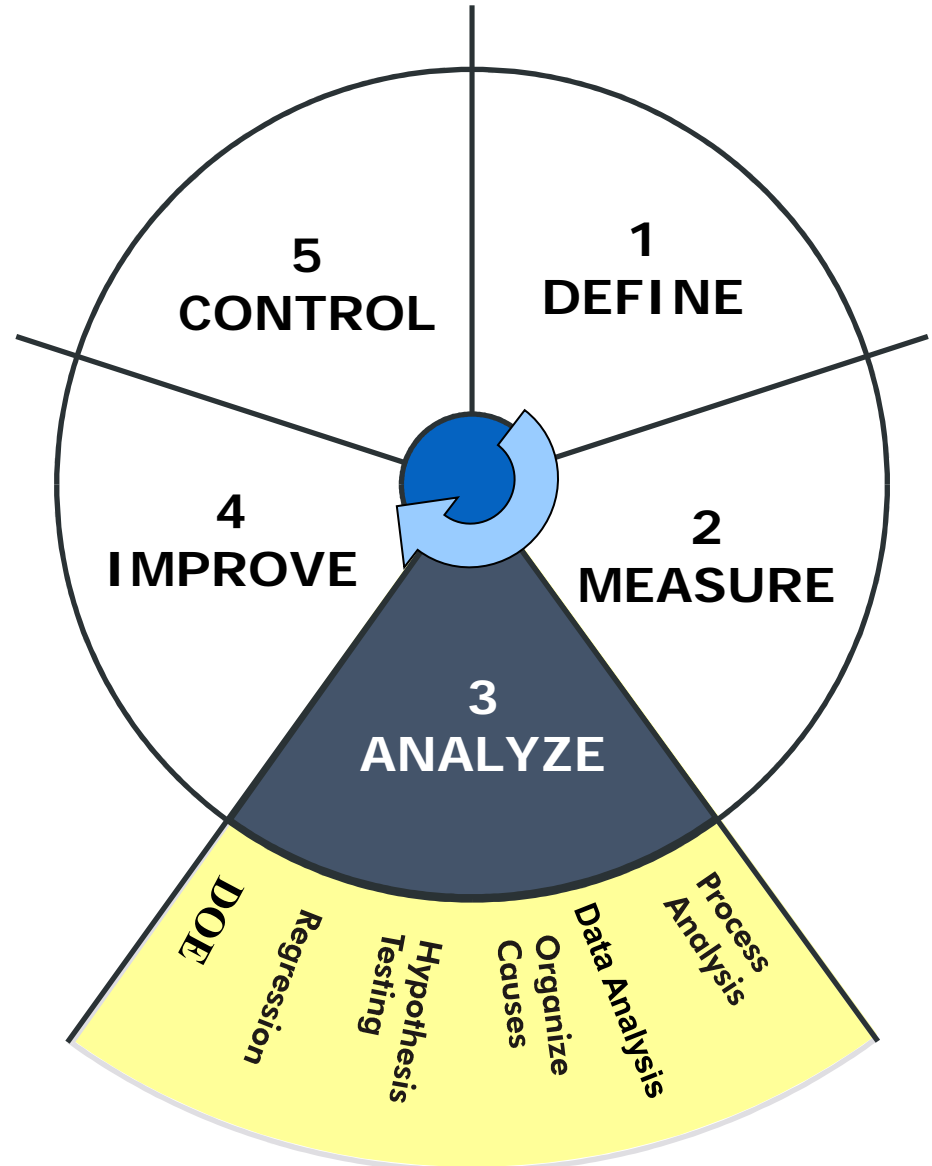 1
DEFINE
2
MEASURE
3
ANALYZE
4
IMPROVE
5
CONTROL
Process
Analysis
Data Analysis
Organize
Causes
Hypothesis
Testing
Regression
DOE